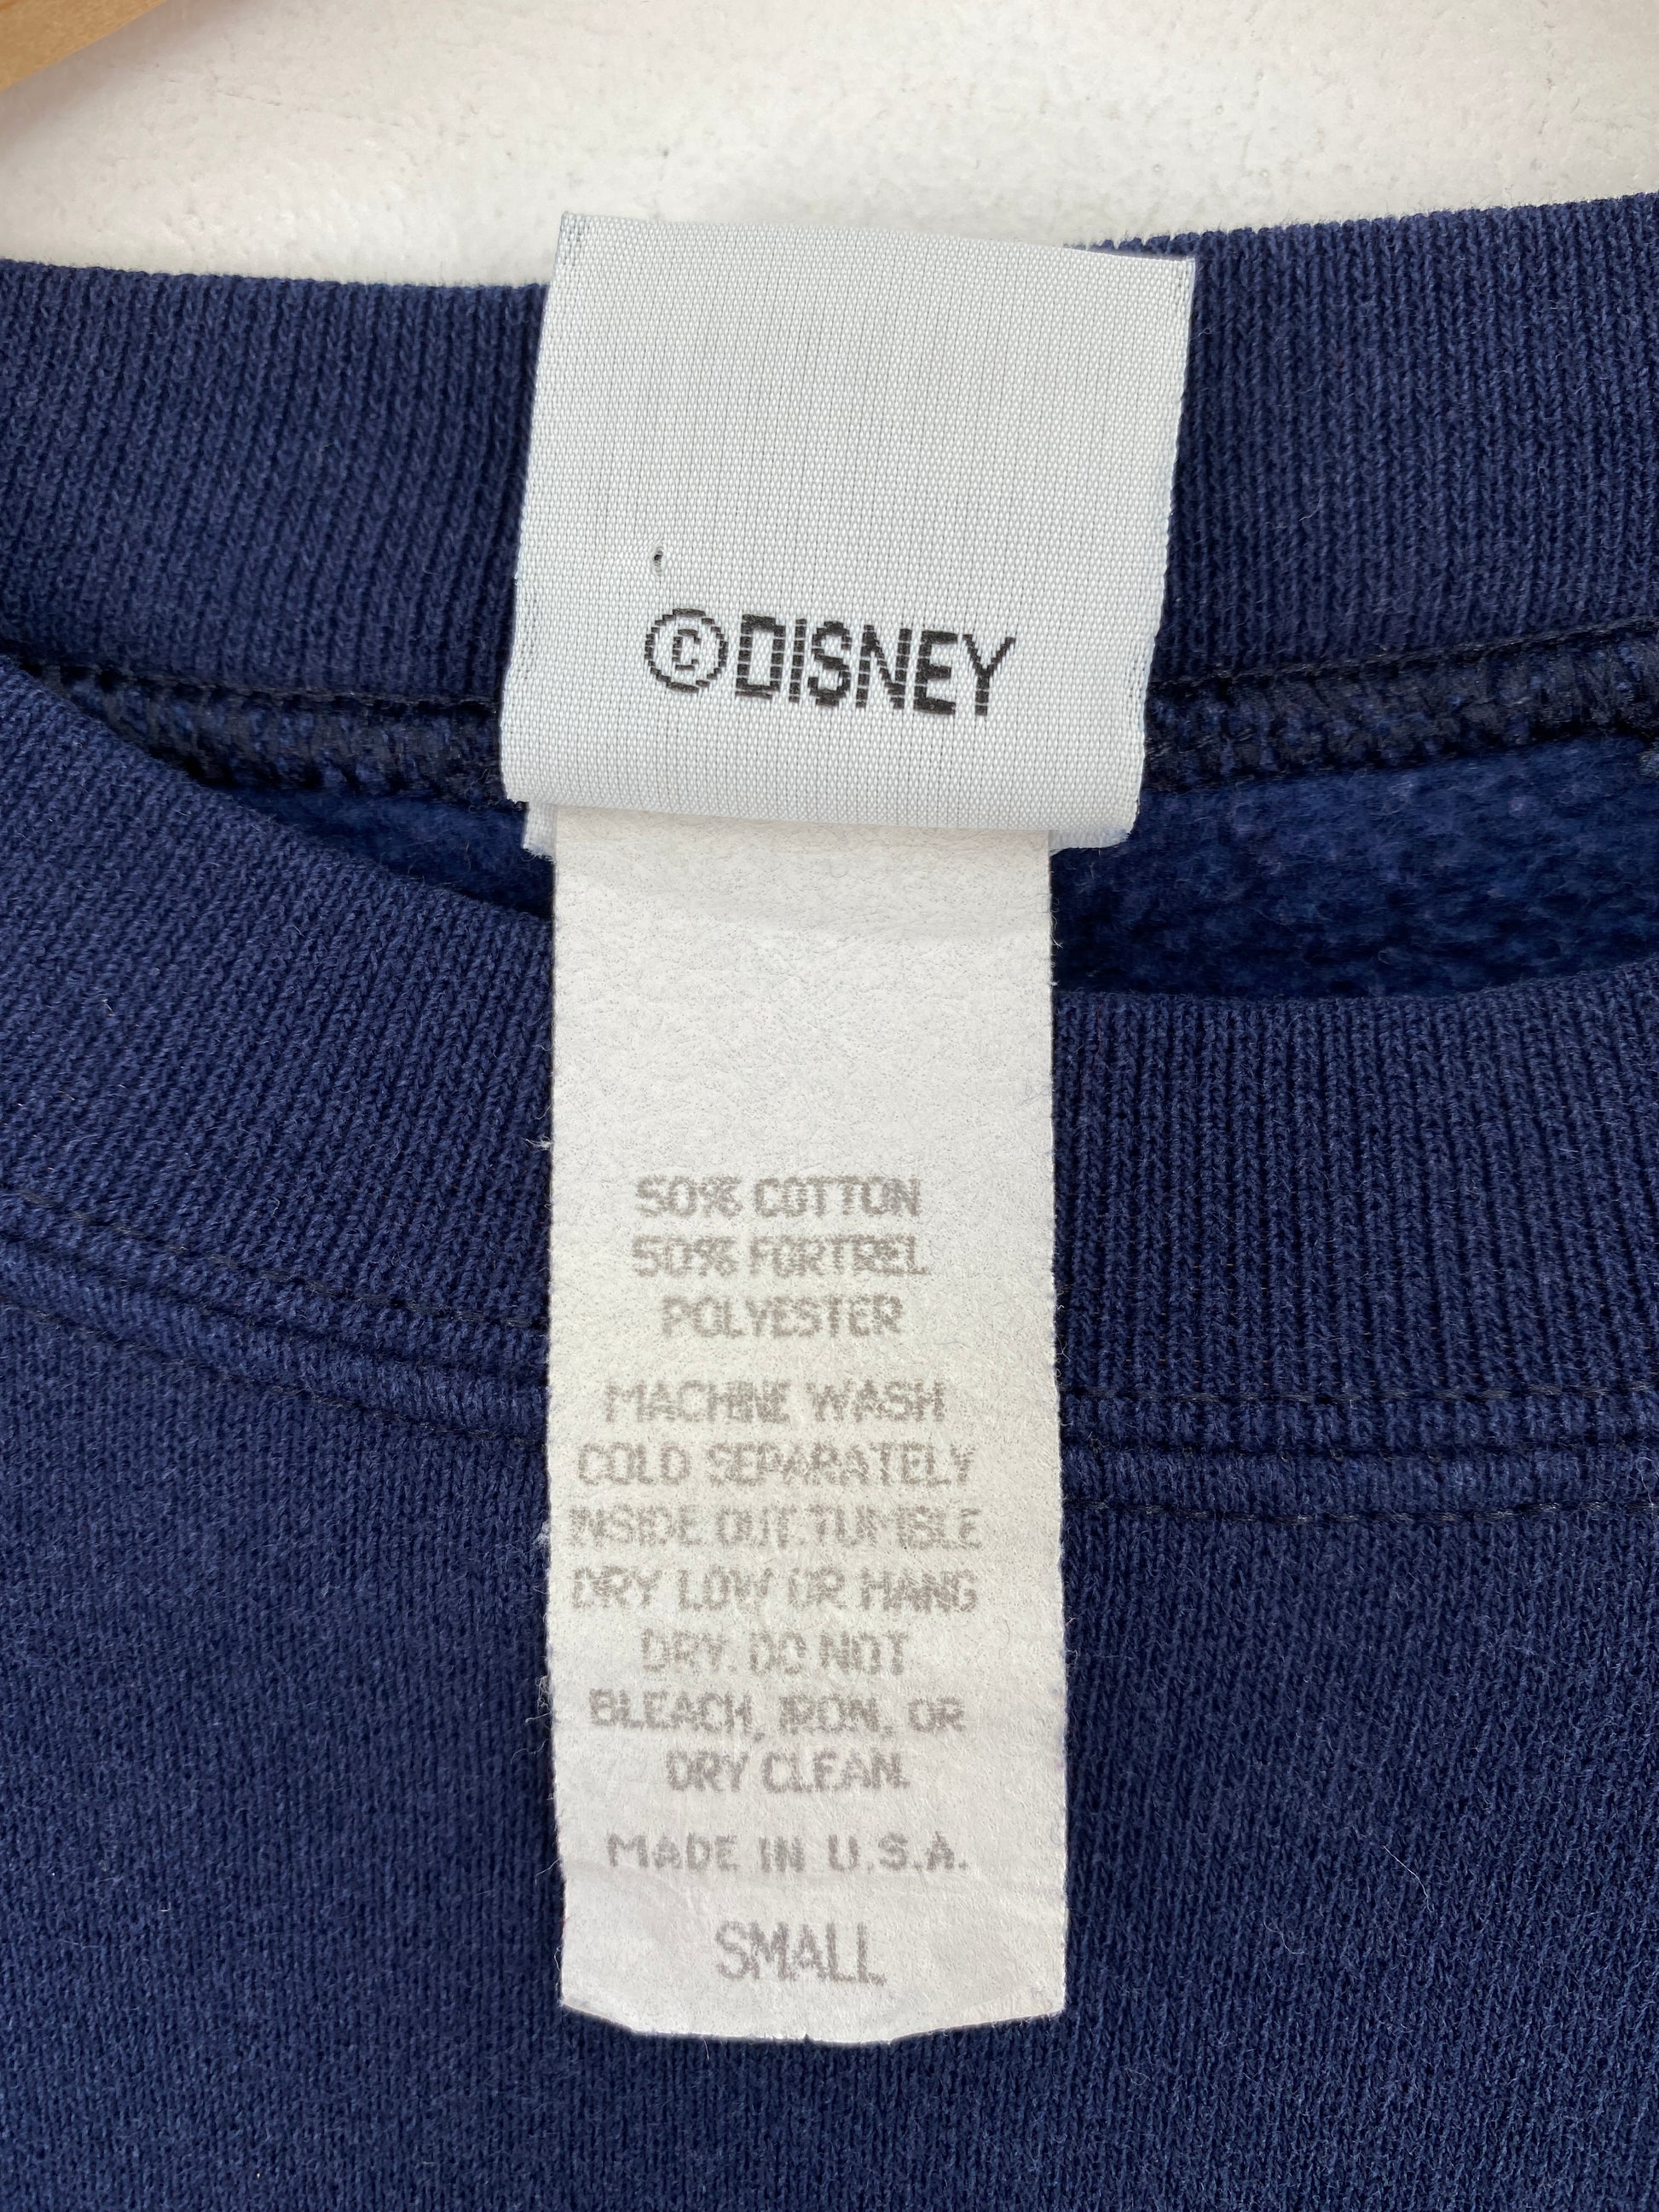 ©DISNEY
50% COTTON
50% FORTREL
POLYESTER
MACHINE WASH
COLD SEPARATELY
INSIDE OUT. TUMBLE
DRY LOW OR HANG
DRY. DO NOT
BLEACH, IRON, OR
DRY CLEAN.
MADE IN U.S.A.
SMALL